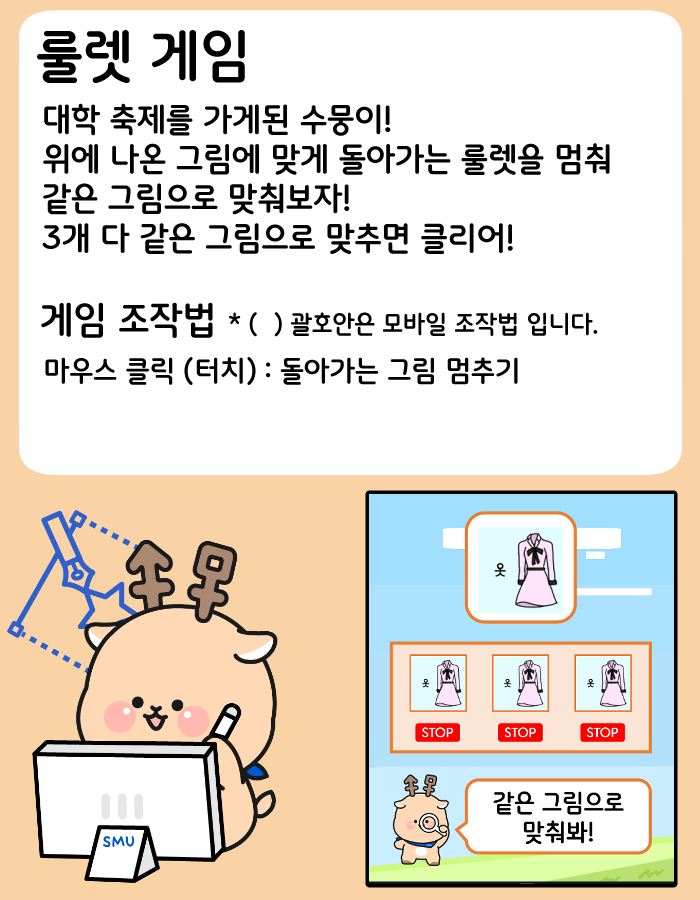 룰렛 게임
대학 축제를 가게된 수뭉이!
위에 나온 그림에 맞게 돌아가는 룰렛을 멈춰
같은 그림으로 맞춰보자!
3개 다 같은 그림으로 맞추면 클리어!
게임 조작법 * (  ) 괄호안은 모바일 조작법 입니다.
마우스 클릭 (터치) : 돌아가는 그림 멈추기
옷
옷 옷 옷
STOP STOP STOP
같은 그림으로
맞춰봐!
SMU